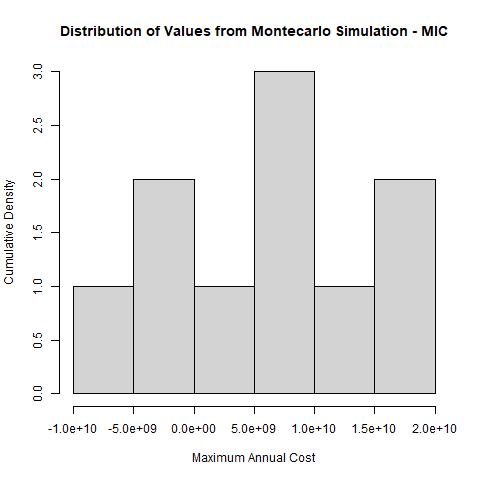 Distribution of Values from Montecarlo Simulation - MIC
Cumulative Density
3.0
2.5
2.0
1.5
1.0
0.5
0.0
-1.0e+10 -5.0e+09 0.0e+00 5.0e+09 1.0e+10 1.5e+10 2.0e+10
Maximum Annual Cost